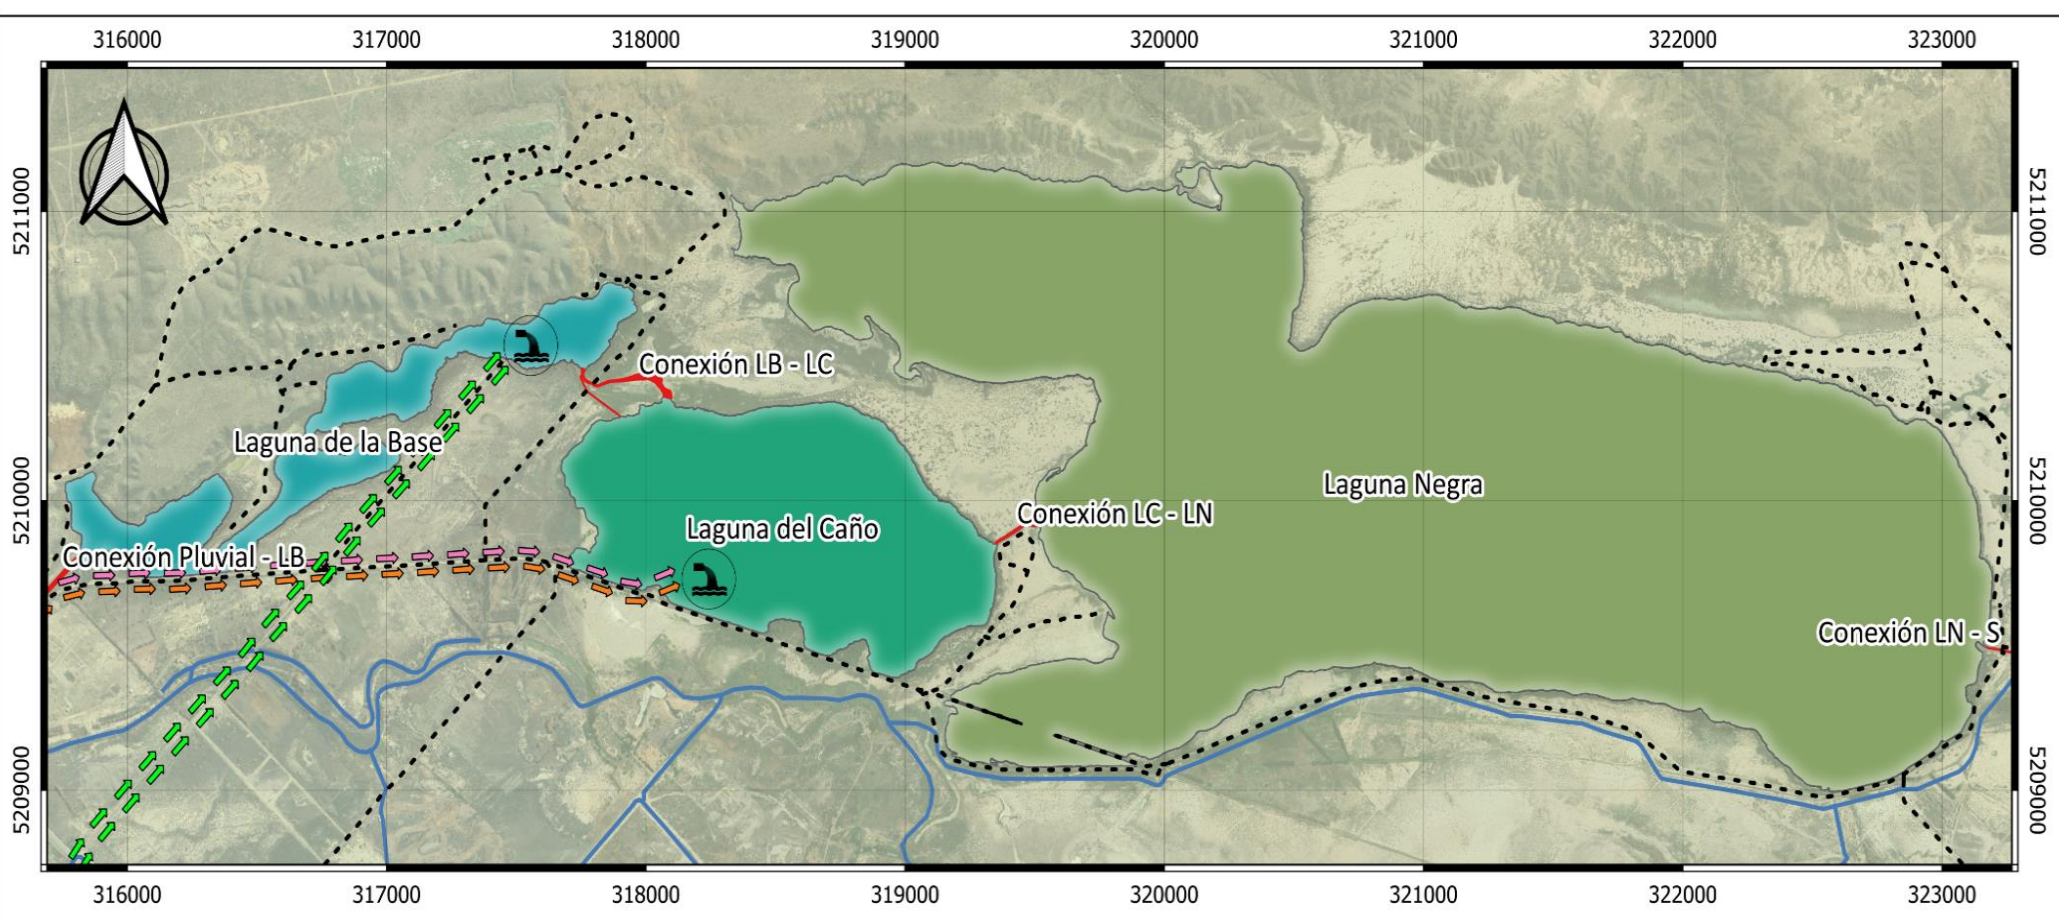 316000 317000 318000 319000 320000 321000 322000 323000
5211000 5211000
Conexión LB - LC
Laguna de la Base
Laguna Negra
5210000 5210000
Conexión LC - LN
Laguna del Caño
Conexión Pluvial - LB
Conexión LN - S
5209000 5209000
316000 317000 318000 319000 320000 321000 322000 323000